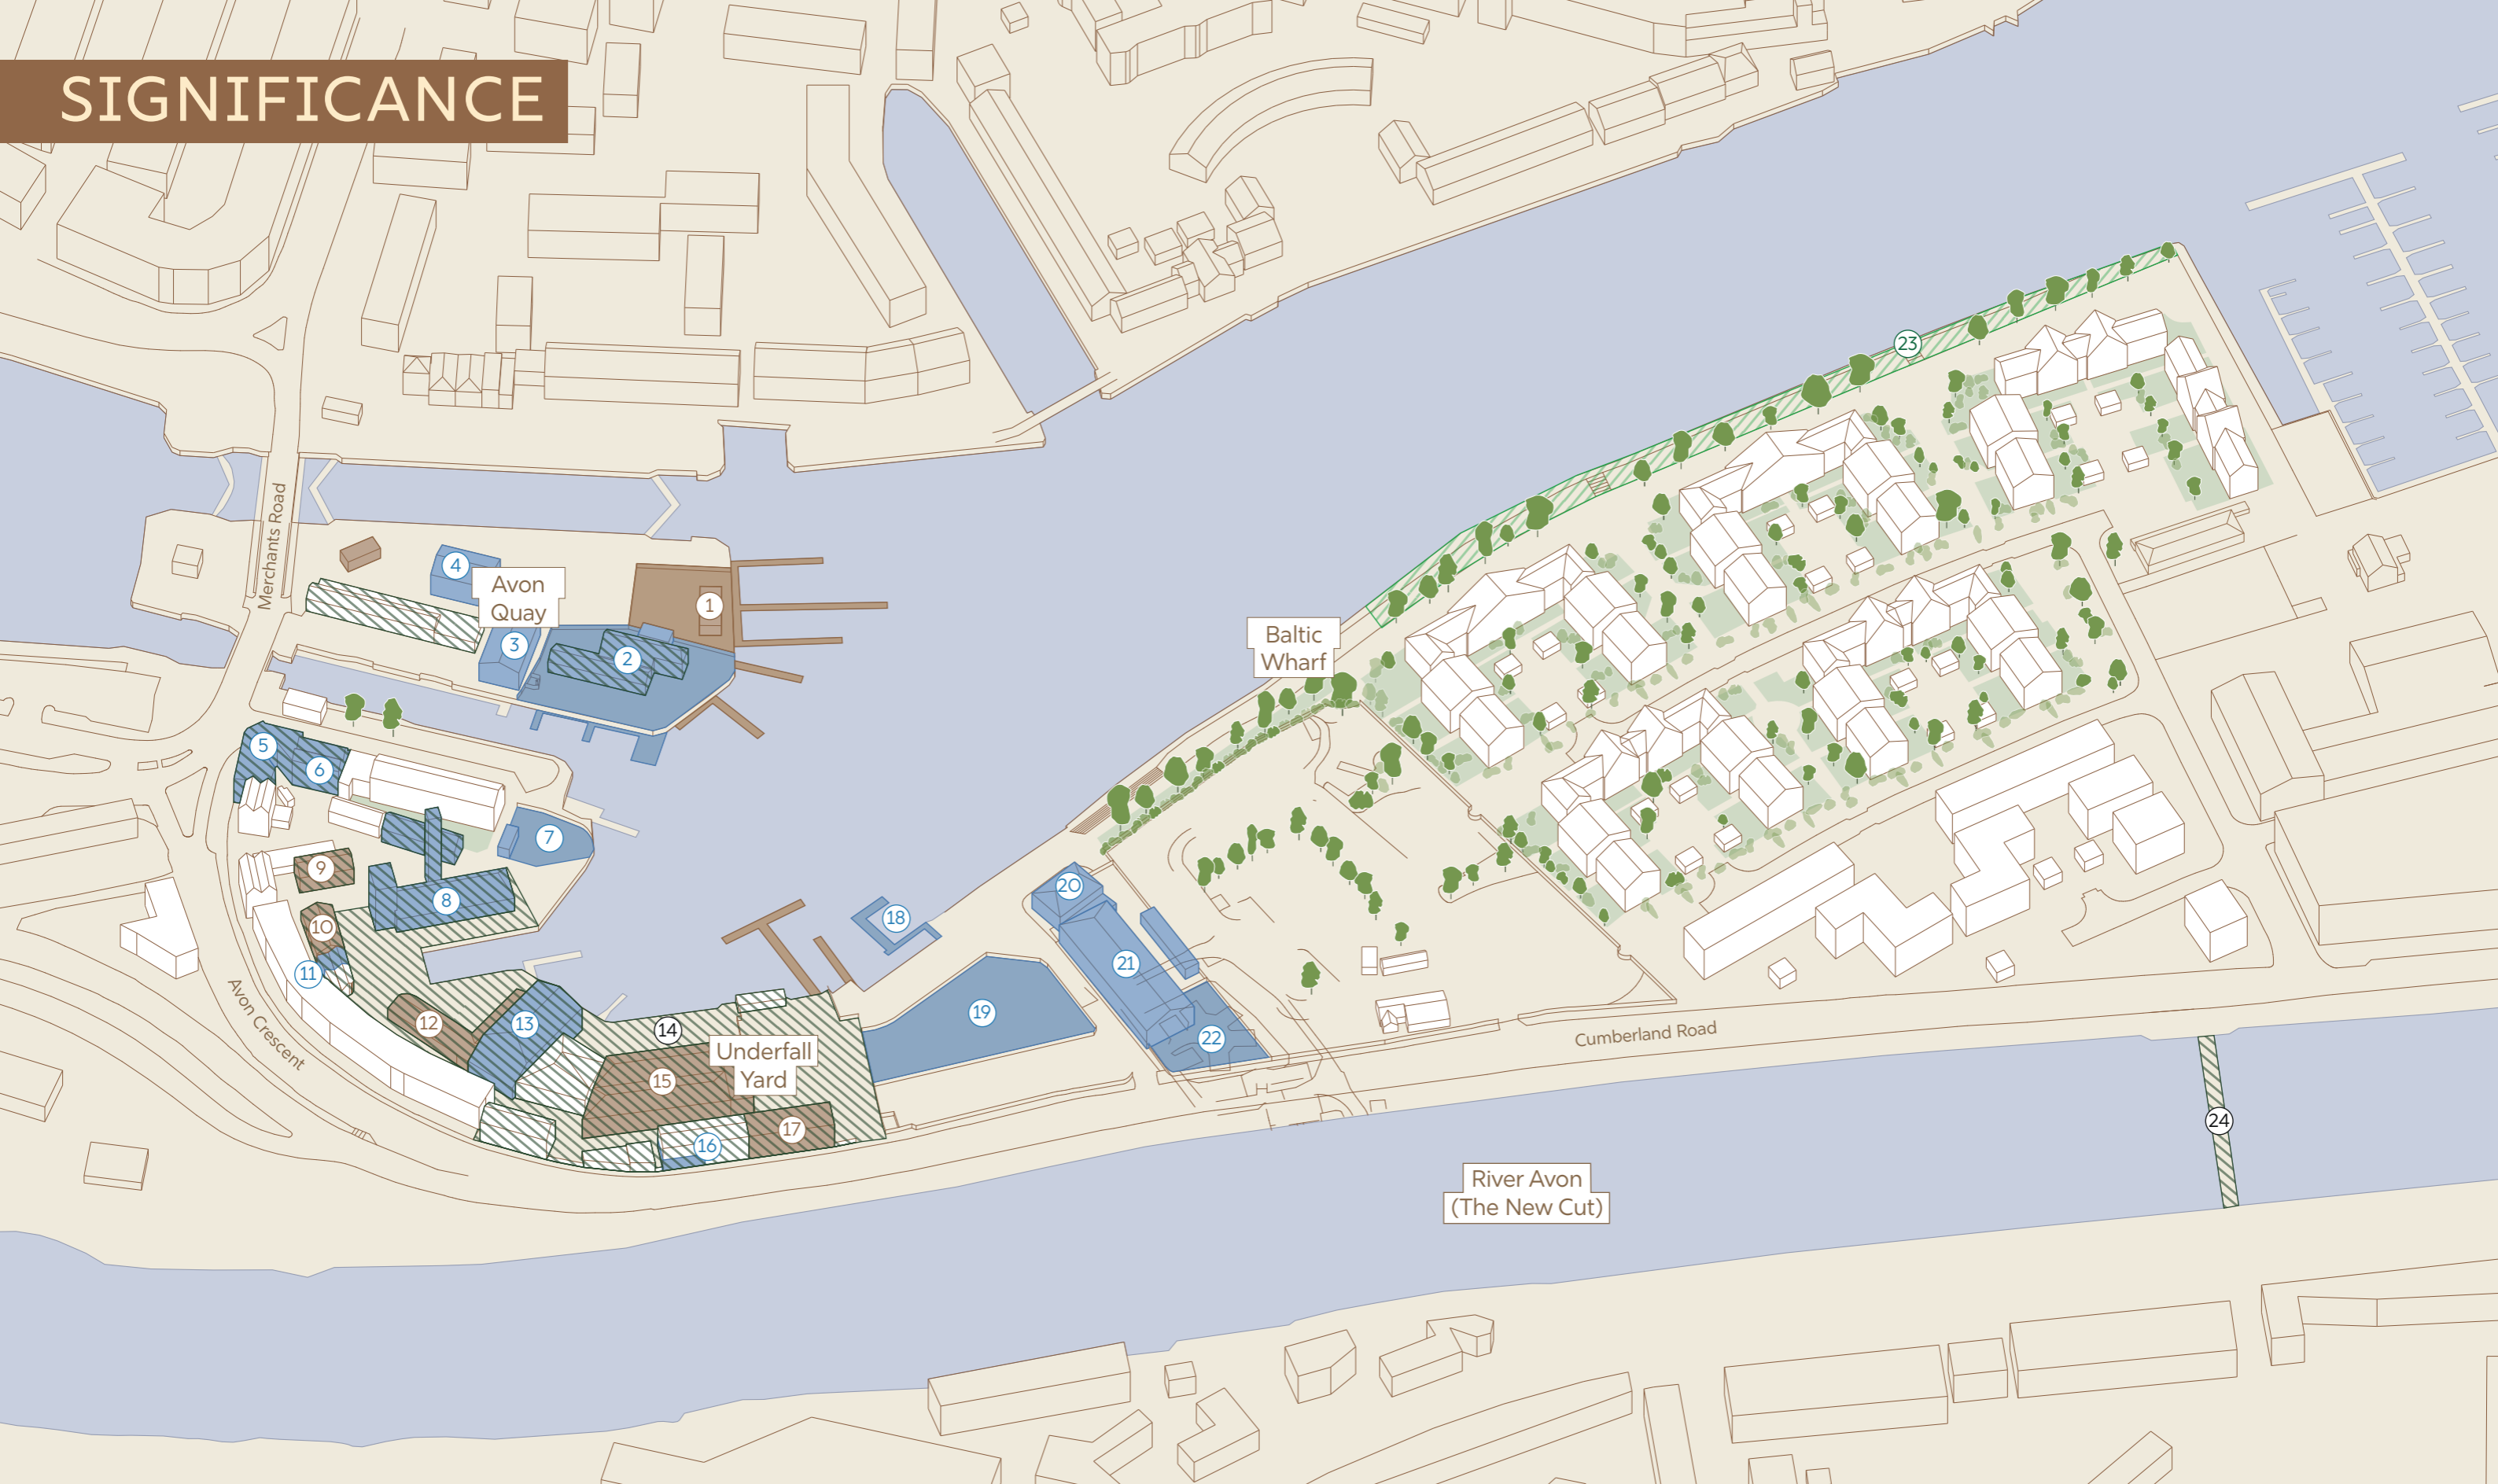 SIGNIFICANCE
23
Merchants Road
4
Avon
Quay
1
3
2
Baltic
Wharf
5
6
7
9
8
20
10
18
11
21
Avon Crescent
12
13
14
19
22
Cumberland Road
Underfall
Yard
15
17
16
24
River Avon
(The New Cut)